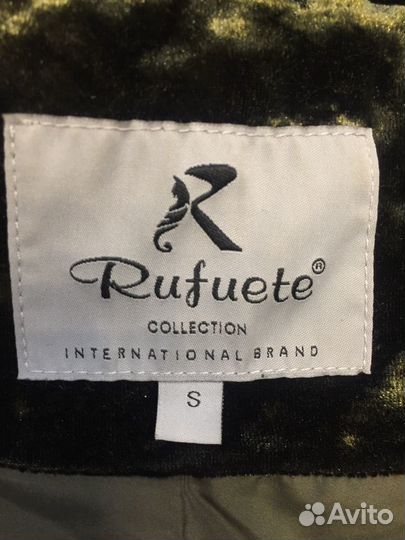 R
Rufuete®
COLLECTION
INTERNATIONAL BRAND
S
Avito